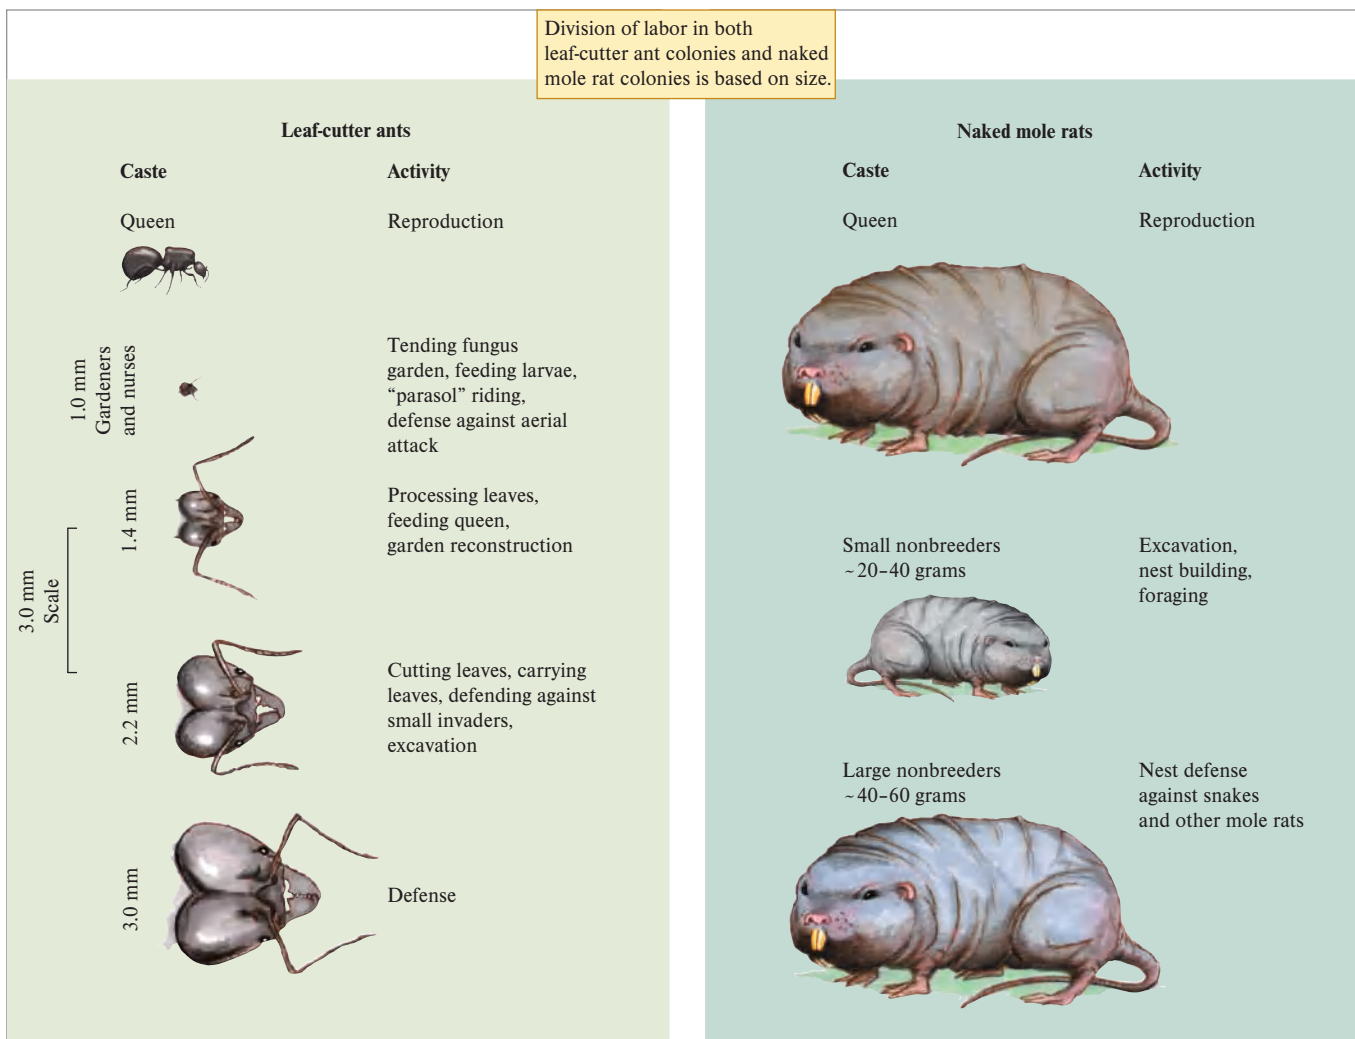 Division of labor in both
leaf-cutter ant colonies and naked
mole rat colonies is based on size.
Leaf-cutter ants
Caste
Activity
Queen
Reproduction
1.0 mm
Gardeners
and nurses
Tending fungus
garden, feeding larvae,
“parasol” riding,
defense against aerial
attack
1.4 mm
Processing leaves,
feeding queen,
garden reconstruction
3.0 mm
Scale
2.2 mm
Cutting leaves, carrying
leaves, defending against
small invaders,
excavation
3.0 mm
Defense
Naked mole rats
Caste
Activity
Queen
Reproduction
Small nonbreeders
~20–40 grams
Excavation,
nest building,
foraging
Large nonbreeders
~40–60 grams
Nest defense
against snakes
and other mole rats